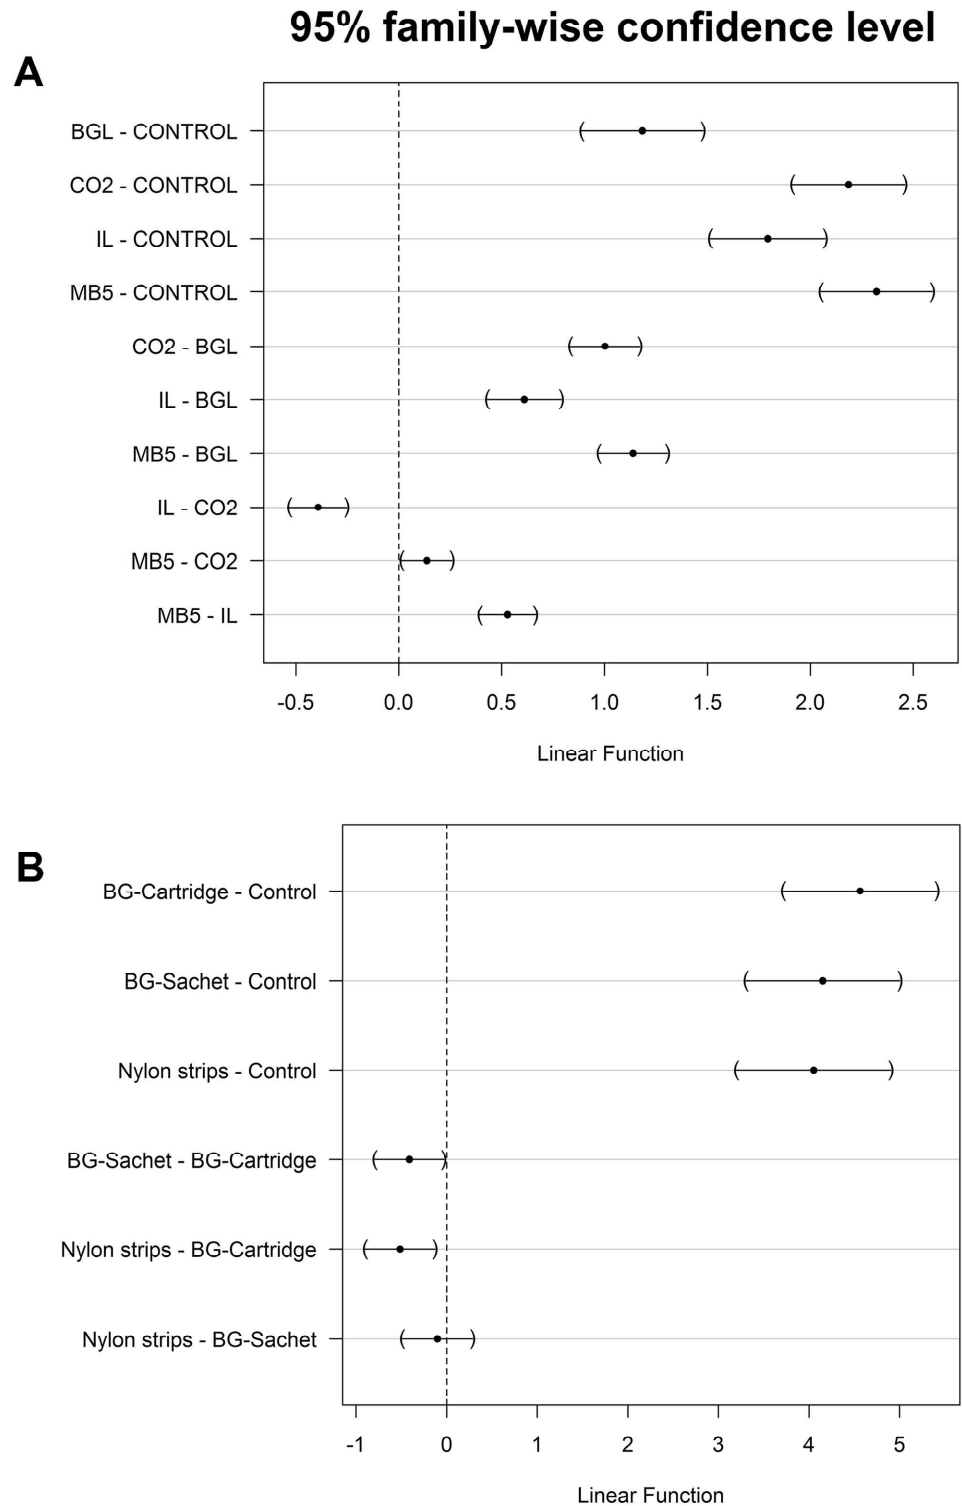 95% family-wise confidence level
A
BGL - CONTROL
CO2 - CONTROL
IL - CONTROL
MB5 - CONTROL
CO2 - BGL
IL - BGL
MB5 - BGL
IL - CO2
MB5 - CO2
MB5 - IL
-0.5 0.0 0.5 1.0 1.5 2.0 2.5
Linear Function
B
BG-Cartridge - Control
BG-Sachet - Control
Nylon strips - Control
BG-Sachet - BG-Cartridge
Nylon strips - BG-Cartridge
Nylon strips - BG-Sachet
-1 0 1 2 3 4 5
Linear Function